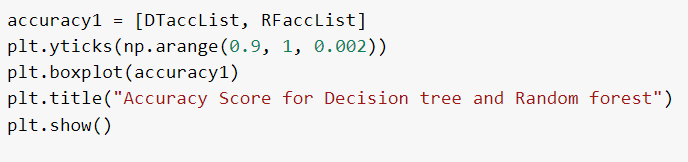 accuracy1 = [DTaccList, RFaccList]
plt.yticks(np.arange(0.9, 1, 0.002))
plt.boxplot(accuracy1)
plt.title("Accuracy Score for Decision tree and Random forest")
plt.show()